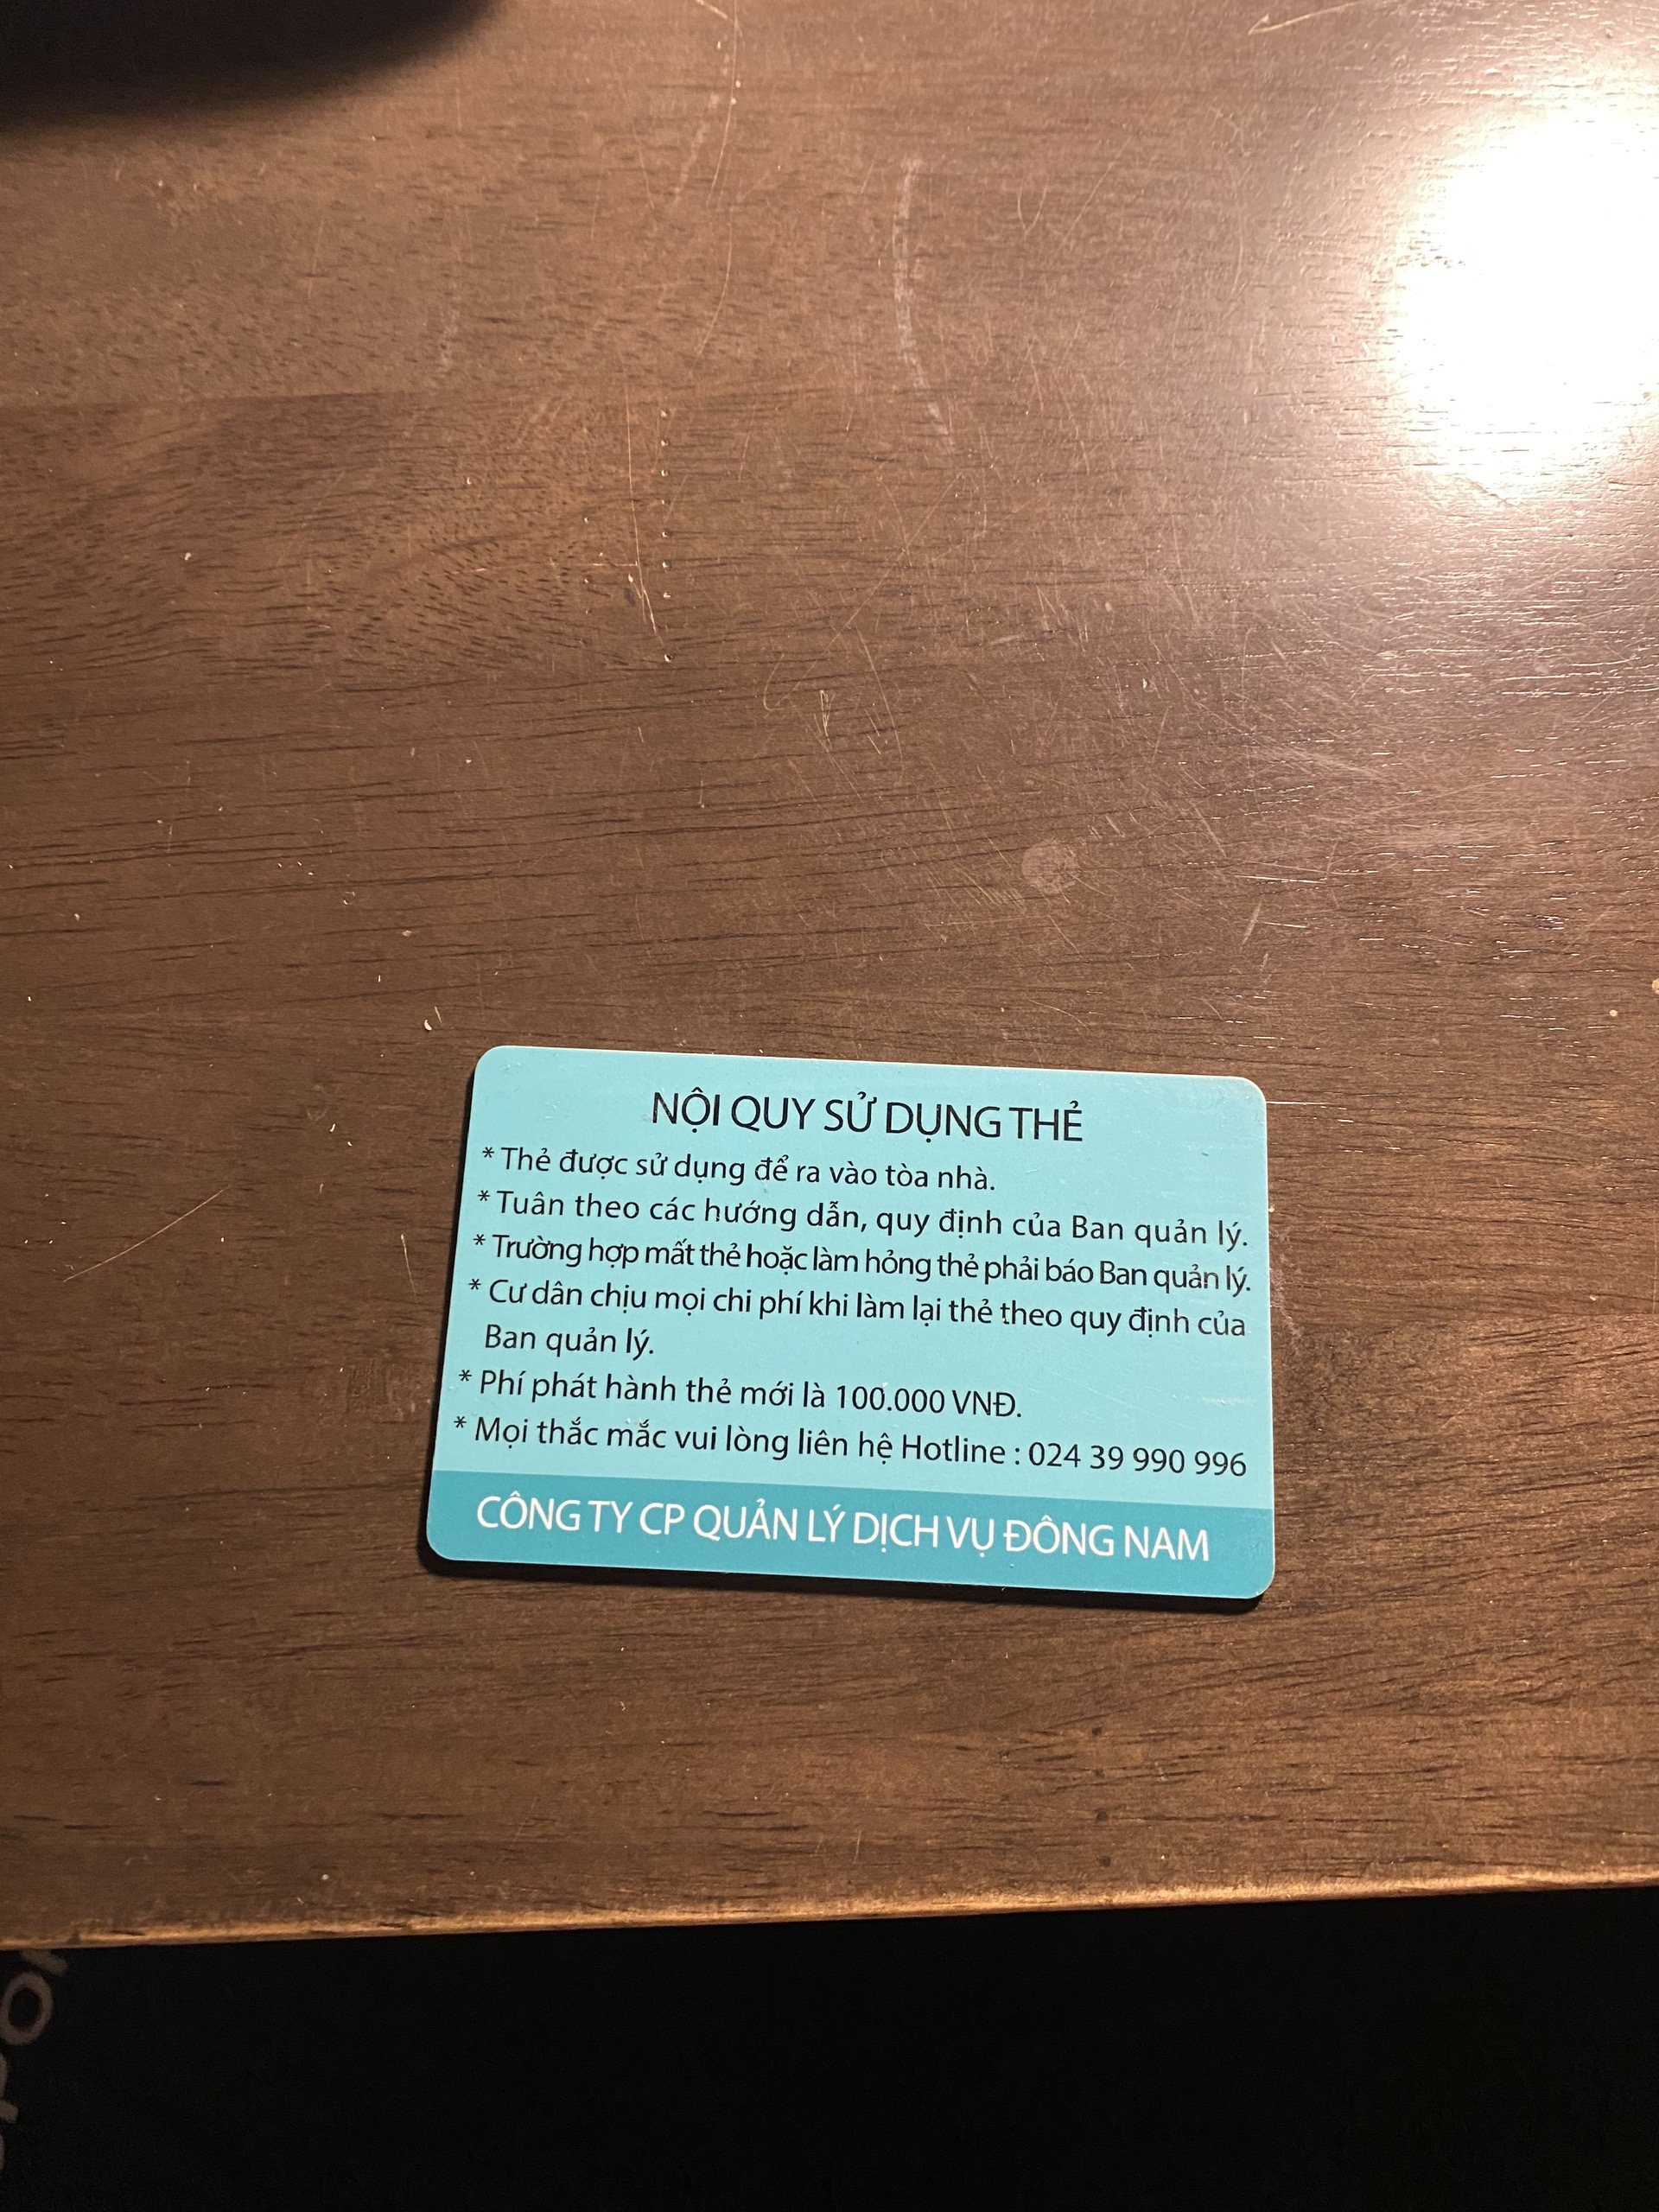 NỘI QUY SỬ DỤNG THẺ
* Thẻ được sử dụng để ra vào tòa nhà.
* Tuân theo các hướng dẫn, quy định của Ban quản lý.
* Trường hợp mất thẻ hoặc làm hỏng thẻ phải báo Ban quản lý.
* Cư dân chịu mọi chi phí khi làm lại thẻ theo quy định của
Ban quản lý.
* Phí phát hành thẻ mới là 100.000 VNĐ.
* Mọi thắc mắc vui lòng liên hệ Hotline : 024 39 990 996
CÔNG TY CP QUẢN LÝ DỊCH VỤ ĐÔNG NAM